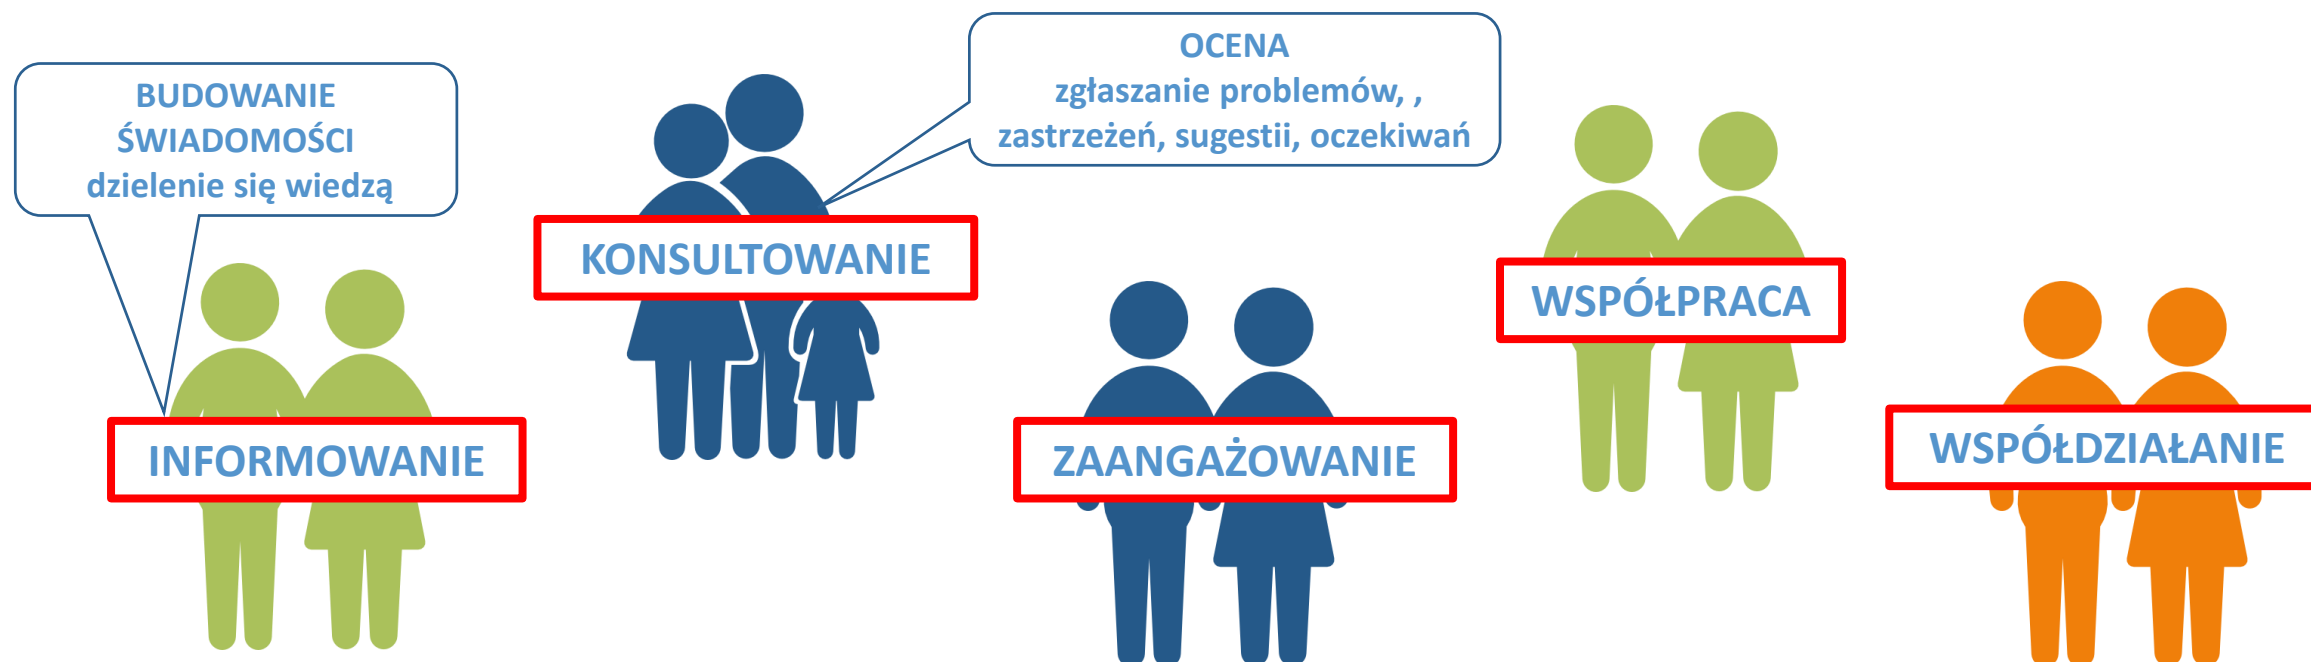 BUDOWANIE
ŚWIADOMOŚCI
dzielenie się wiedzą
INFORMOWANIE
OCENA
zgłaszanie problemów, ,
zastrzeżeń, sugestii, oczekiwań
KONSULTOWANIE
ZAANGAŻOWANIE
WSPÓŁPRACA
WSPÓŁDZIAŁANIE